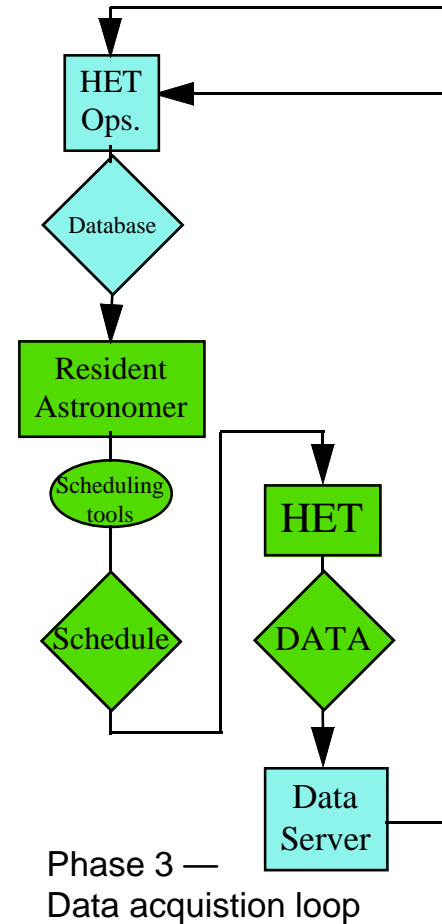 HET
Ops.
Database
Resident
Astronomer
Scheduling
tools
Schedule
HET
DATA
Data
Server
Phase 3 —
Data acquistion loop